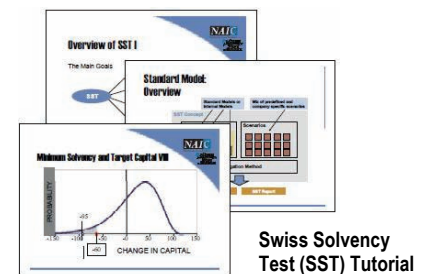 NAIC
Overview of SST I
The Main Goals
SST
NAIC
Standard Model:
Overview
Standard Models or
Internal Models
Mix of predefined and
company specific scenarios
SST Concept
Scenarios
Method
SST Report
NAIC
Minimum Solvency and Target Capital VIII
PROBABILITY
-85
-150 -100 -50 -0 50 100 150
-60
CHANGE IN CAPITAL
Swiss Solvency
Test (SST) Tutorial